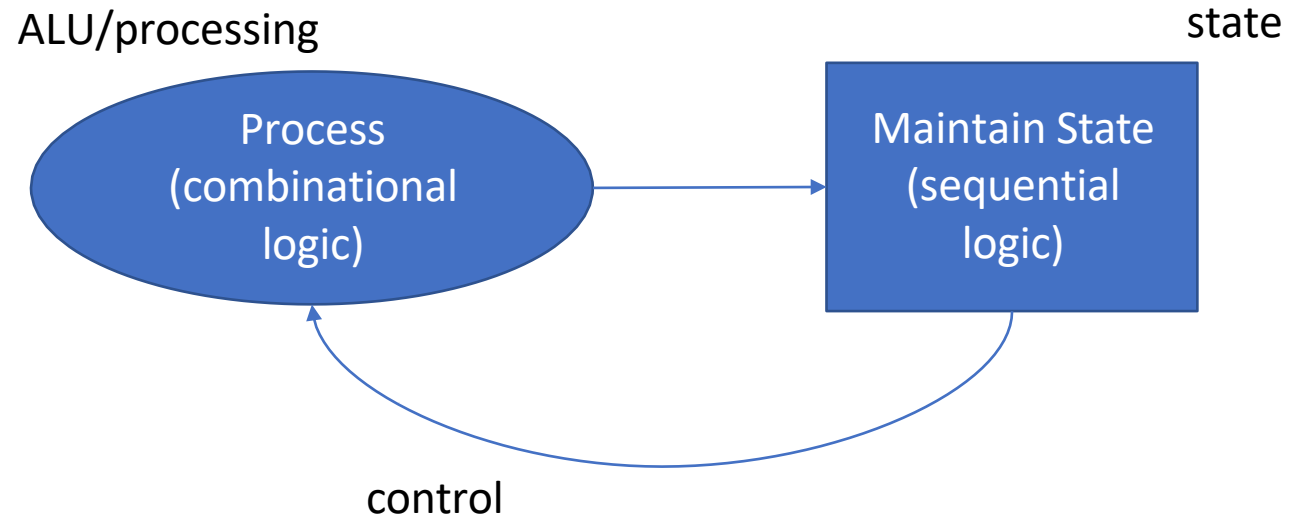 ALU/processing
state
Process
(combinational
logic)
Maintain State
(sequential
logic)
control